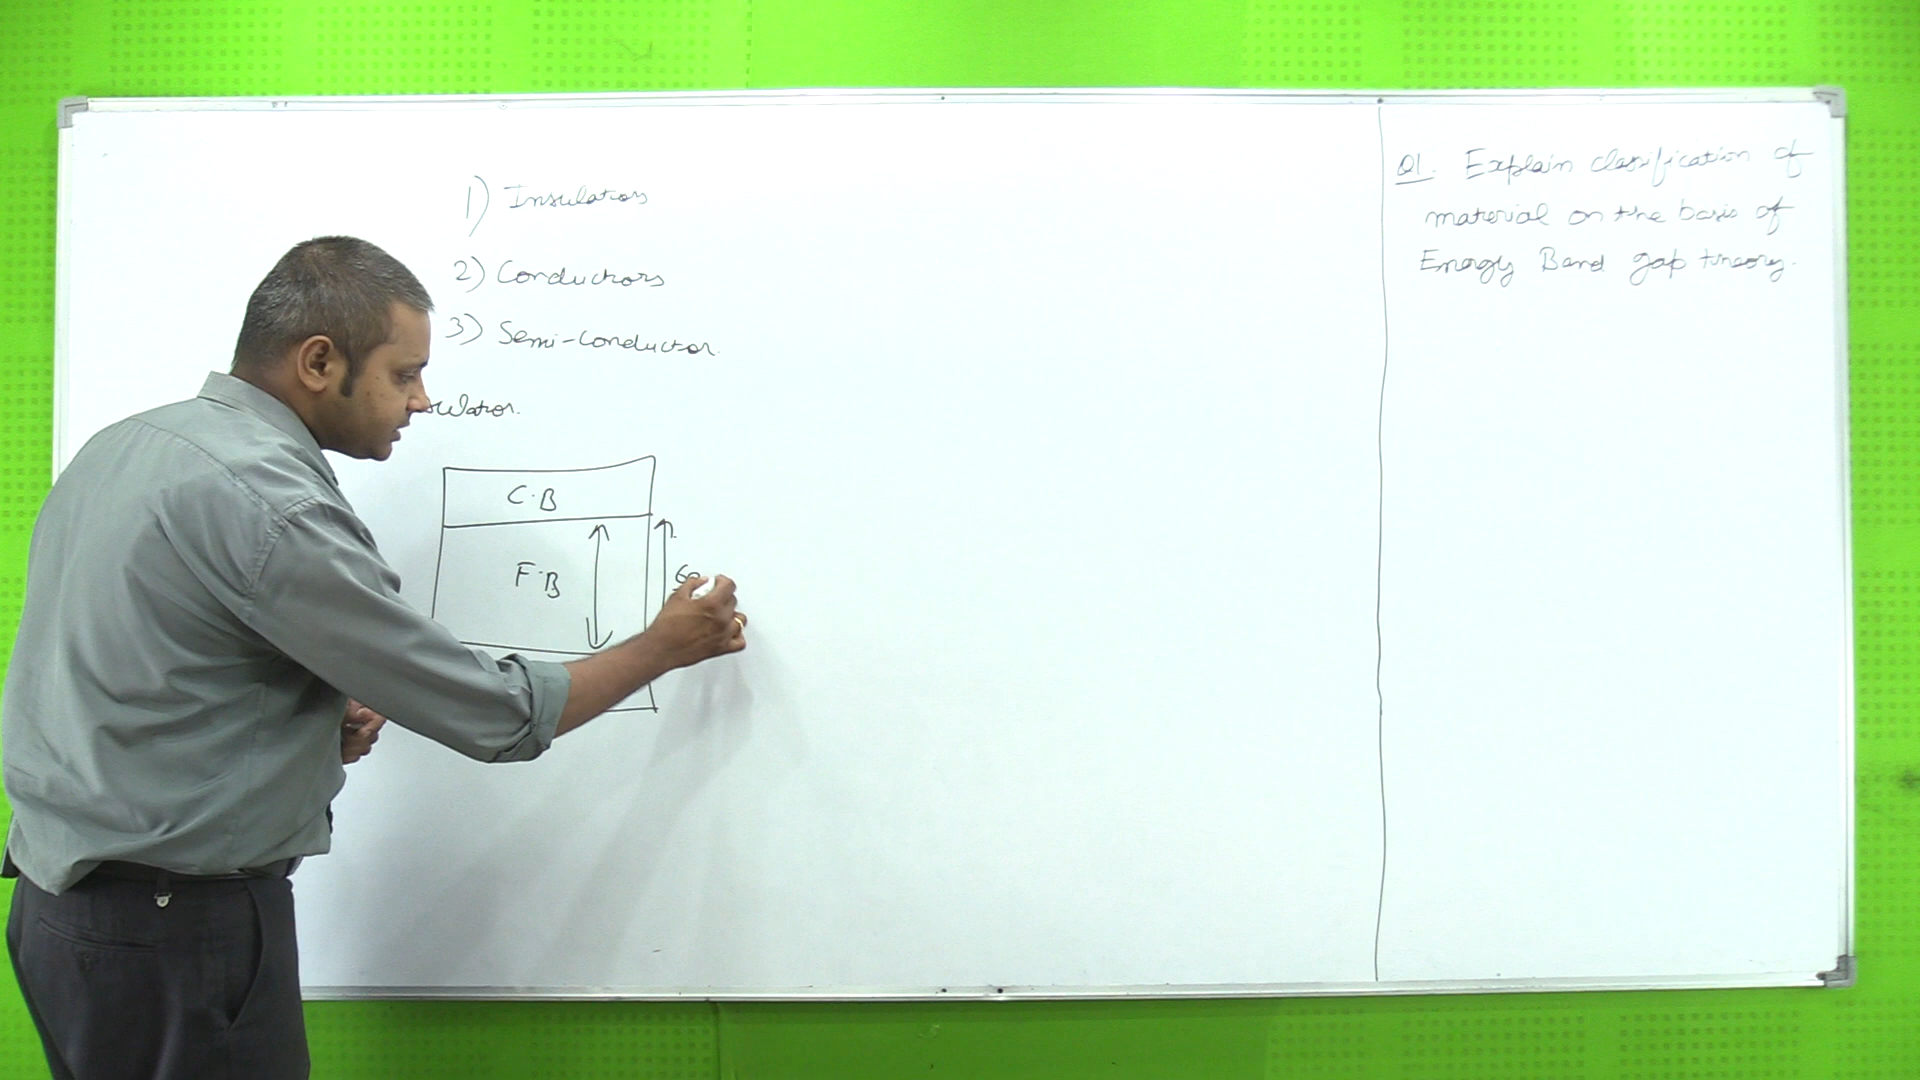 1) Insulators
2) Conductors
3) Semi-conductor.
sulator.
C.B
F.B
Q1. Explain classification of
material on the basis of
Energy Band gap theory.